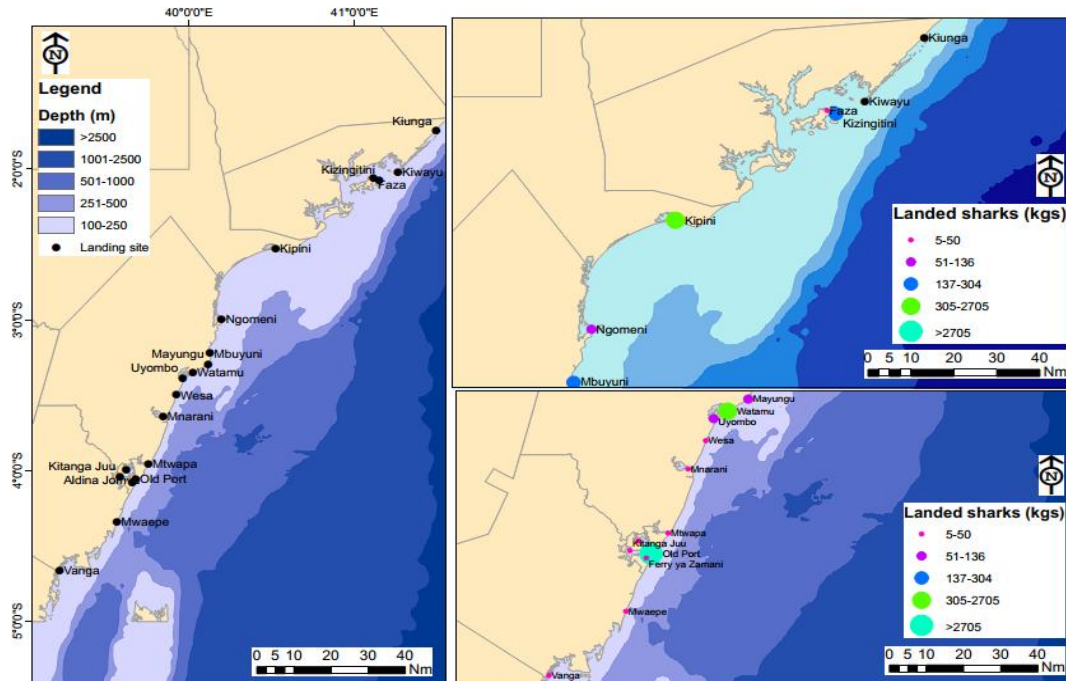 40°0'0"E
41°0'0"E
N
Legend
Depth (m)
>2500
1001-2500
501-1000
251-500
100-250
Landing site
2°0'0"S
3°0'0"S
4°0'0"S
5°0'0"S
Kiunga
Kizingitini
Kiwayu
Faza
Kipini
Ngomeni
Mayungu
Mbuyuni
Uyombo
Watamu
Wesa
Mnarani
Kitanga Juu
Mtwapa
Aldina
Old Port
Mwaepe
Vanga
0 5 10 20 30 40
Nm
Kiunga
Kiwayu
Faza
Kizingitini
N
Kipini
Landed sharks (kgs)
5-50
51-136
137-304
305-2705
>2705
Ngomeni
Mbuyuni
0 5 10 20 30 40
Nm
Mayungu
Watamu
Uyombo
Wesa
Mnarani
N
Mtwapa
Kitanga Juu
Old Port
Ferry ya Zamani
Mwaepe
Vanga
Landed sharks (kgs)
5-50
51-136
137-304
305-2705
>2705
0 5 10 20 30 40
Nm